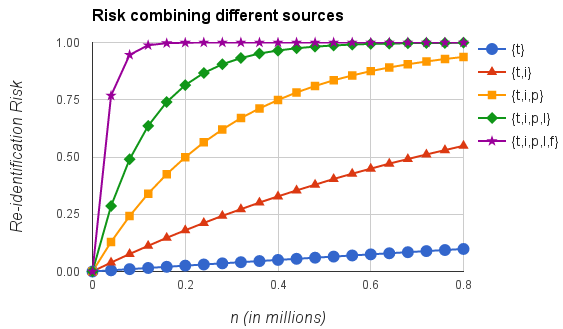 Risk combining different sources
Re-identification Risk
1.00
0.75
0.50
0.25
0.00
0
0.2
0.4
0.6
0.8
n (in millions)
{t}
{t,i}
{t,i,p}
{t,i,p,l}
{t,i,p,l,f}